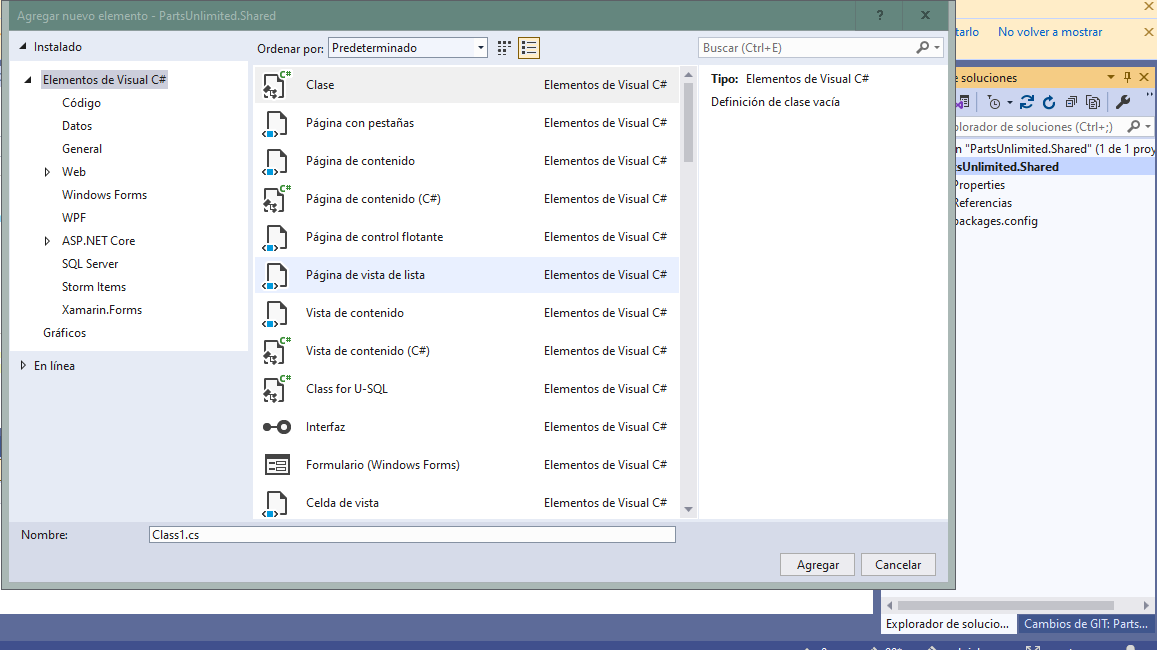 Agregar nuevo elemento - PartsUnlimited.Shared
?
Instalado
Elementos de Visual C#
Código
Datos
General
Web
Windows Forms
WPF
ASP.NET Core
SQL Server
Storm Items
Xamarin.Forms
Gráficos
En línea
Ordenar por: Predeterminado
Clase Elementos de Visual C#
Página con pestañas Elementos de Visual C#
Página de contenido Elementos de Visual C#
Página de contenido (C#) Elementos de Visual C#
Página de control flotante Elementos de Visual C#
Página de vista de lista Elementos de Visual C#
Vista de contenido Elementos de Visual C#
Vista de contenido (C#) Elementos de Visual C#
Class for U-SQL Elementos de Visual C#
Interfaz Elementos de Visual C#
Formulario (Windows Forms) Elementos de Visual C#
Celda de vista Elementos de Visual C#
Buscar (Ctrl+E)
Tipo: Elementos de Visual C#
Definición de clase vacía
Nombre: Class1.cs
Agregar Cancelar
tarlo No volver a mostrar
e soluciones
plorador de soluciones (Ctrl+;)
n "PartsUnlimited.Shared" (1 de 1 proy
tsUnlimited.Shared
Properties
Referencias
packages.config
Explorador de solucio... Cambios de GIT: Parts...